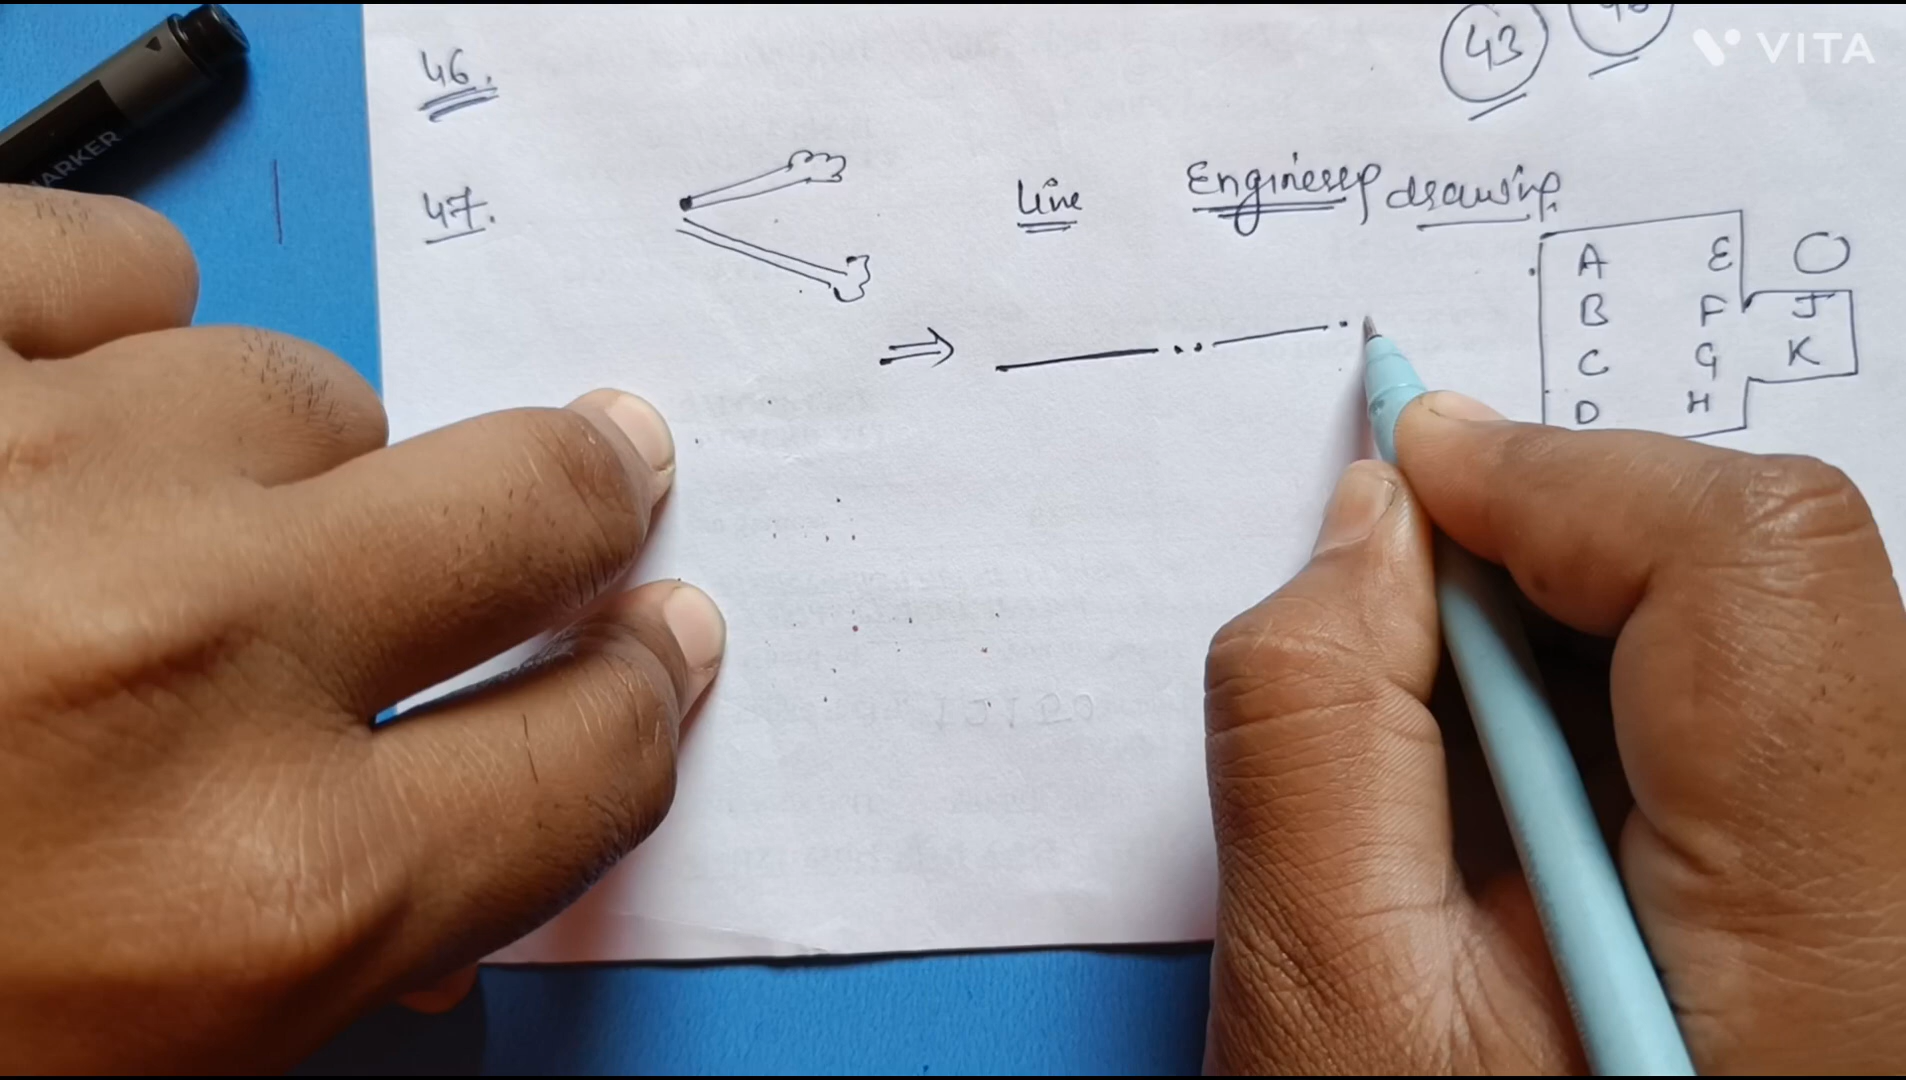 43
VITA
46.
MARKER
47.
Line Engineering drawing.
A E O
B F J
C G K
D H